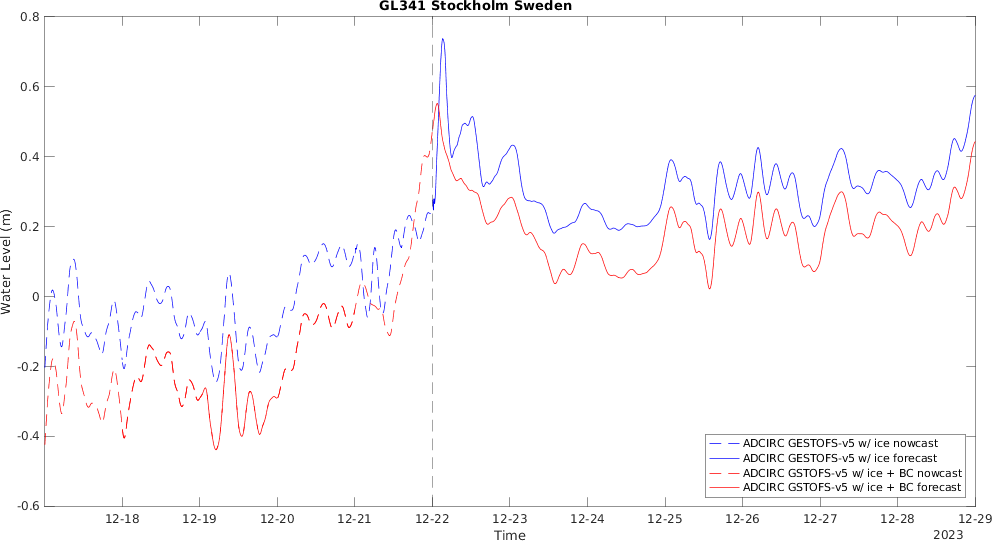 GL341 Stockholm Sweden
0.8
0.6
0.4
0.2
0
-0.2
-0.4
-0.6
Water Level (m)
ADCIRC GESTOFS-v5 w/ ice nowcast
ADCIRC GESTOFS-v5 w/ ice forecast
ADCIRC GSTOFS-v5 w/ ice + BC nowcast
ADCIRC GSTOFS-v5 w/ ice + BC forecast
12-18 12-19 12-20 12-21 12-22 12-23 12-24 12-25 12-26 12-27 12-28 12-29
Time 2023